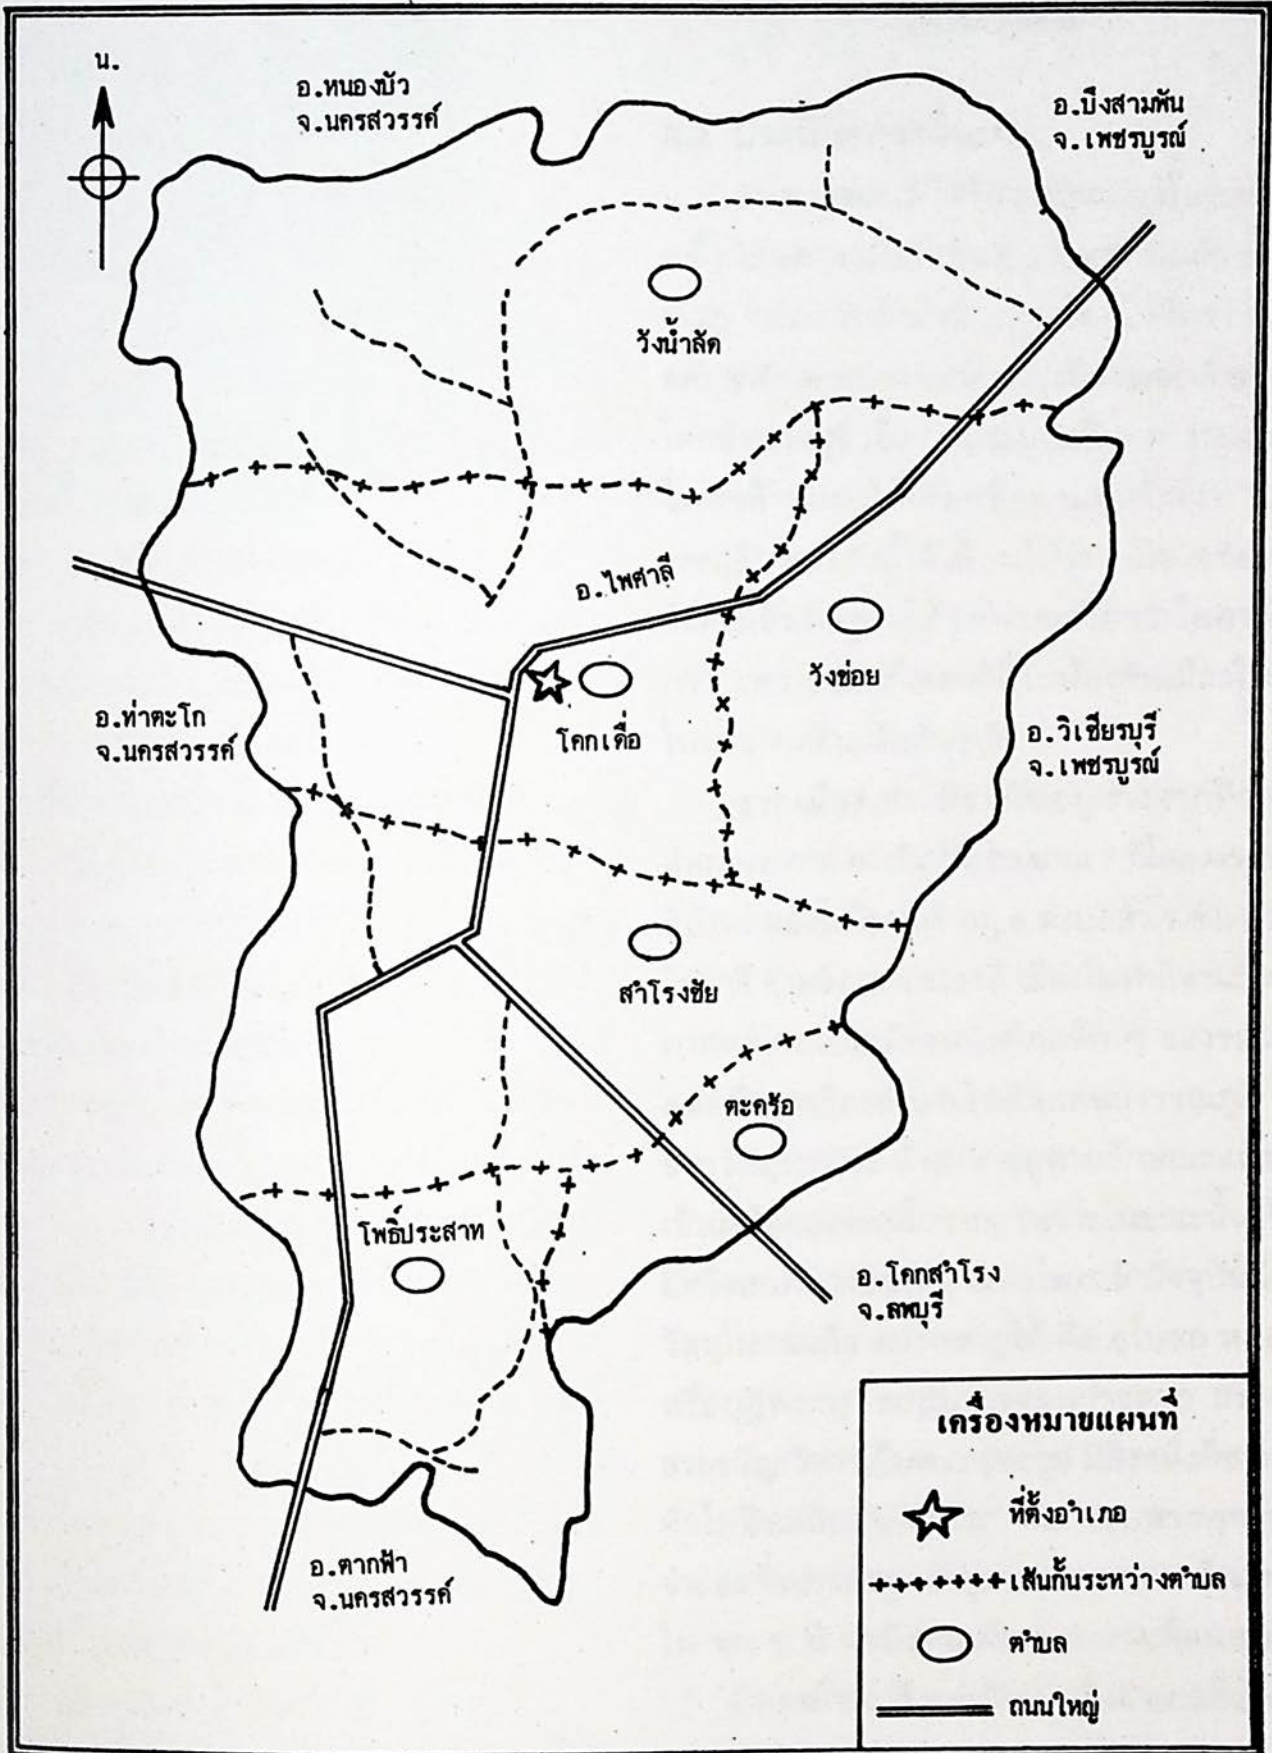 น.
อ.หนองบัว
จ.นครสวรรค์
อ.บึงสามพัน
จ.เพชรบูรณ์
วังน้ำลัด
อ.ไพศาลี
วังข่อย
โคกเดื่อ
อ.ท่าตะโก
จ.นครสวรรค์
อ.วิเชียรบุรี
จ.เพชรบูรณ์
สำโรงชัย
ตะคร้อ
โพธิ์ประสาท
อ.โคกสำโรง
จ.ลพบุรี
อ.ตากฟ้า
จ.นครสวรรค์
เครื่องหมายแผนที่
ที่ตั้งอำเภอ
เส้นกั้นระหว่างตำบล
ตำบล
ถนนใหญ่